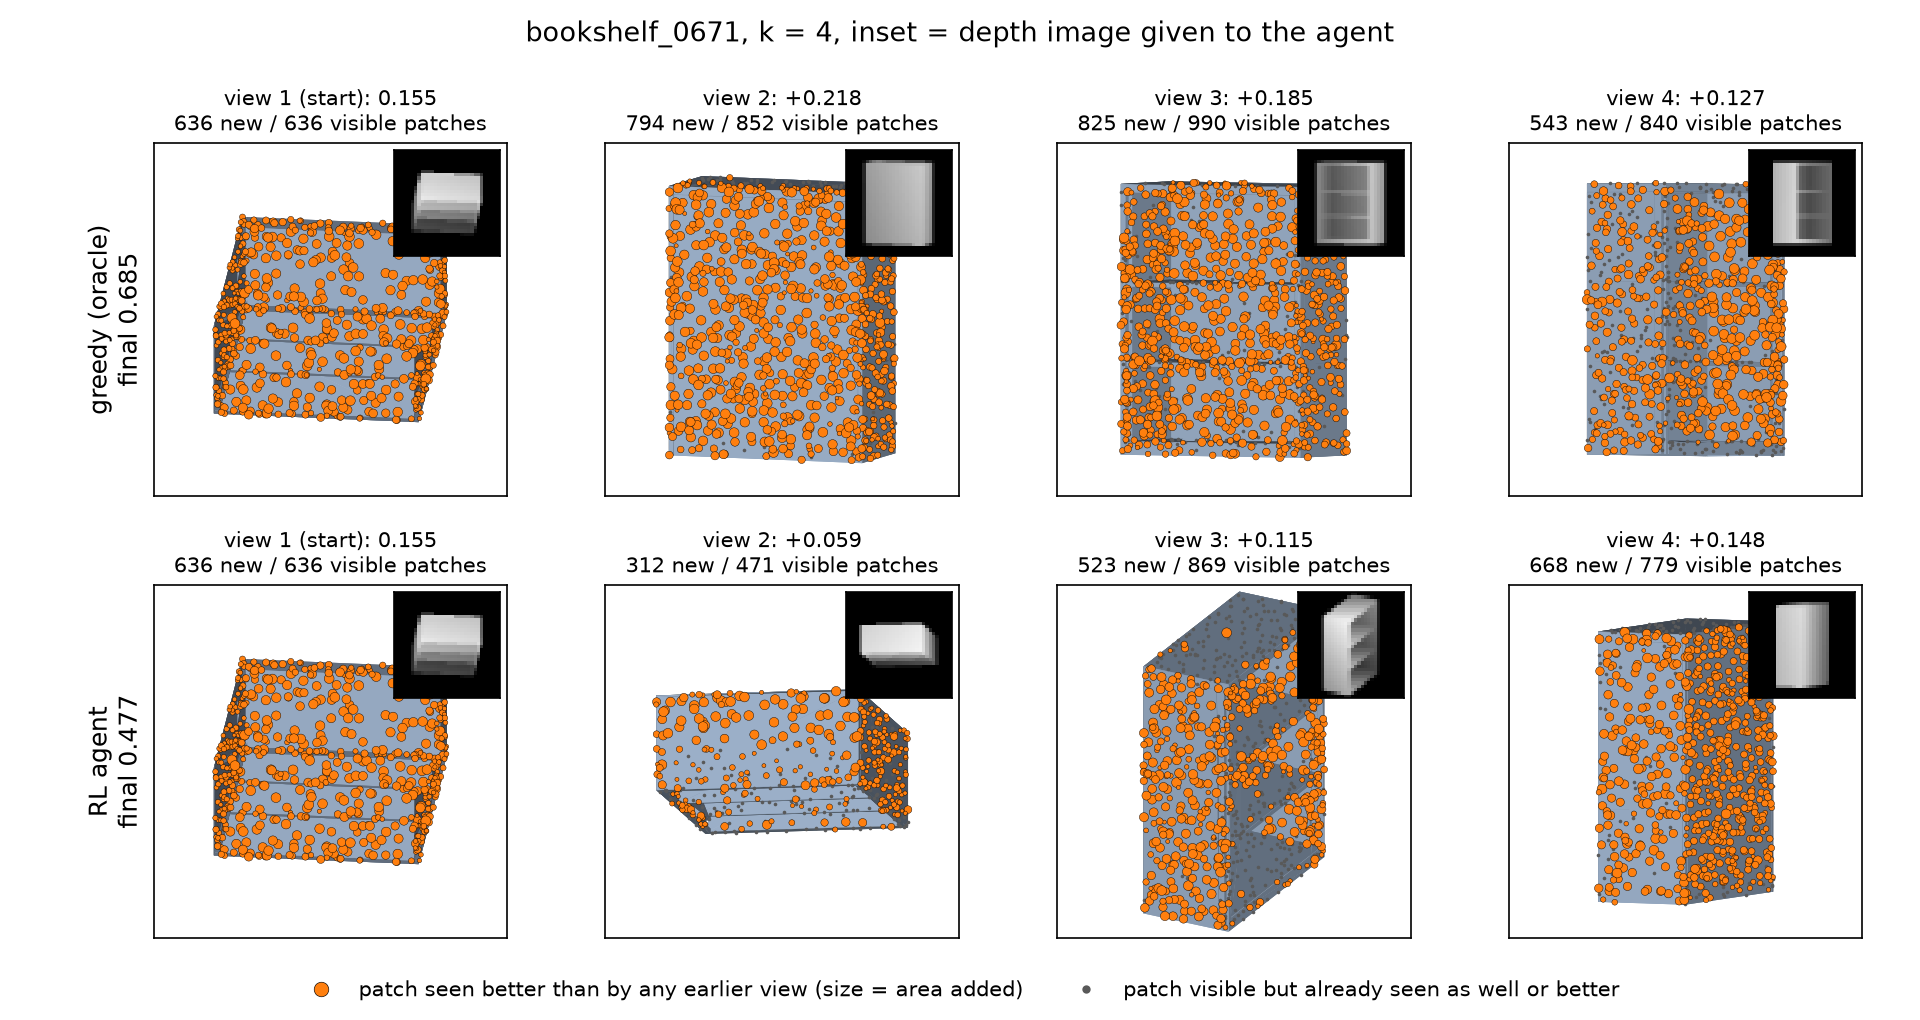 bookshelf_0671, k = 4, inset = depth image given to the agent
greedy (oracle)
final 0.685
view 1 (start): 0.155
636 new / 636 visible patches
view 2: +0.218
794 new / 852 visible patches
view 3: +0.185
825 new / 990 visible patches
view 4: +0.127
543 new / 840 visible patches
RL agent
final 0.477
view 1 (start): 0.155
636 new / 636 visible patches
view 2: +0.059
312 new / 471 visible patches
view 3: +0.115
523 new / 869 visible patches
view 4: +0.148
668 new / 779 visible patches
patch seen better than by any earlier view (size = area added)
patch visible but already seen as well or better